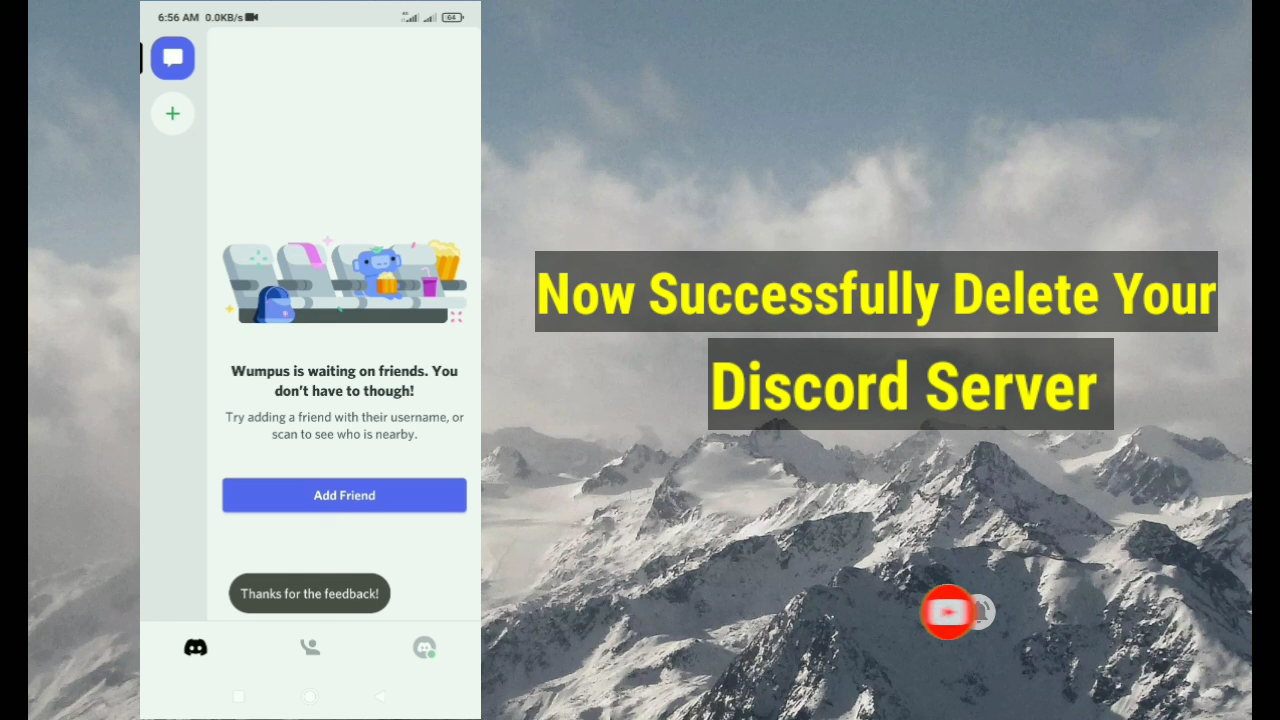 6:56 AM 0.0KB/s
4G
64
Wumpus is waiting on friends. You
don't have to though!
Try adding a friend with their username, or
scan to see who is nearby.
Add Friend
Thanks for the feedback!
Now Successfully Delete Your
Discord Server